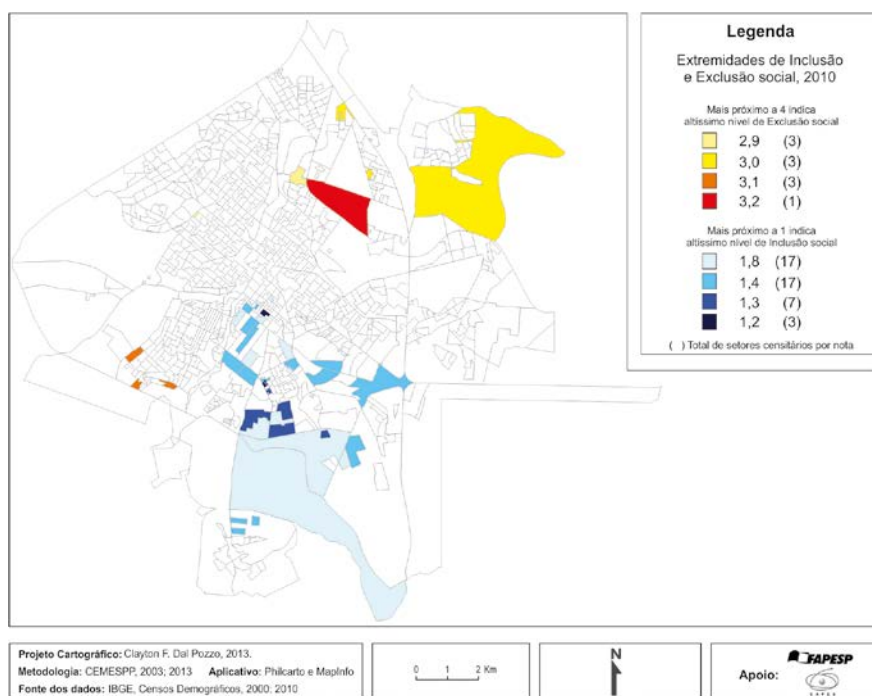 Legenda
Extremidades de Inclusão
e Exclusão social, 2010
Mais próximo a 4 indica
altíssimo nível de Exclusão social
2,9 (3)
3,0 (3)
3,1 (3)
3,2 (1)
Mais próximo a 1 indica
altíssimo nível de Inclusão social
1,8 (17)
1,4 (17)
1,3 (7)
1,2 (3)
( ) Total de setores censitários por nota
Projeto Cartográfico: Clayton F. Dal Pozzo, 2013.
Metodologia: CEMESPP, 2003; 2013 Aplicativo: Philcarto e MapInfo
Fonte dos dados: IBGE, Censos Demográficos, 2000; 2010
0 1 2 Km
N
Apoio:
FAPESP
CAPES